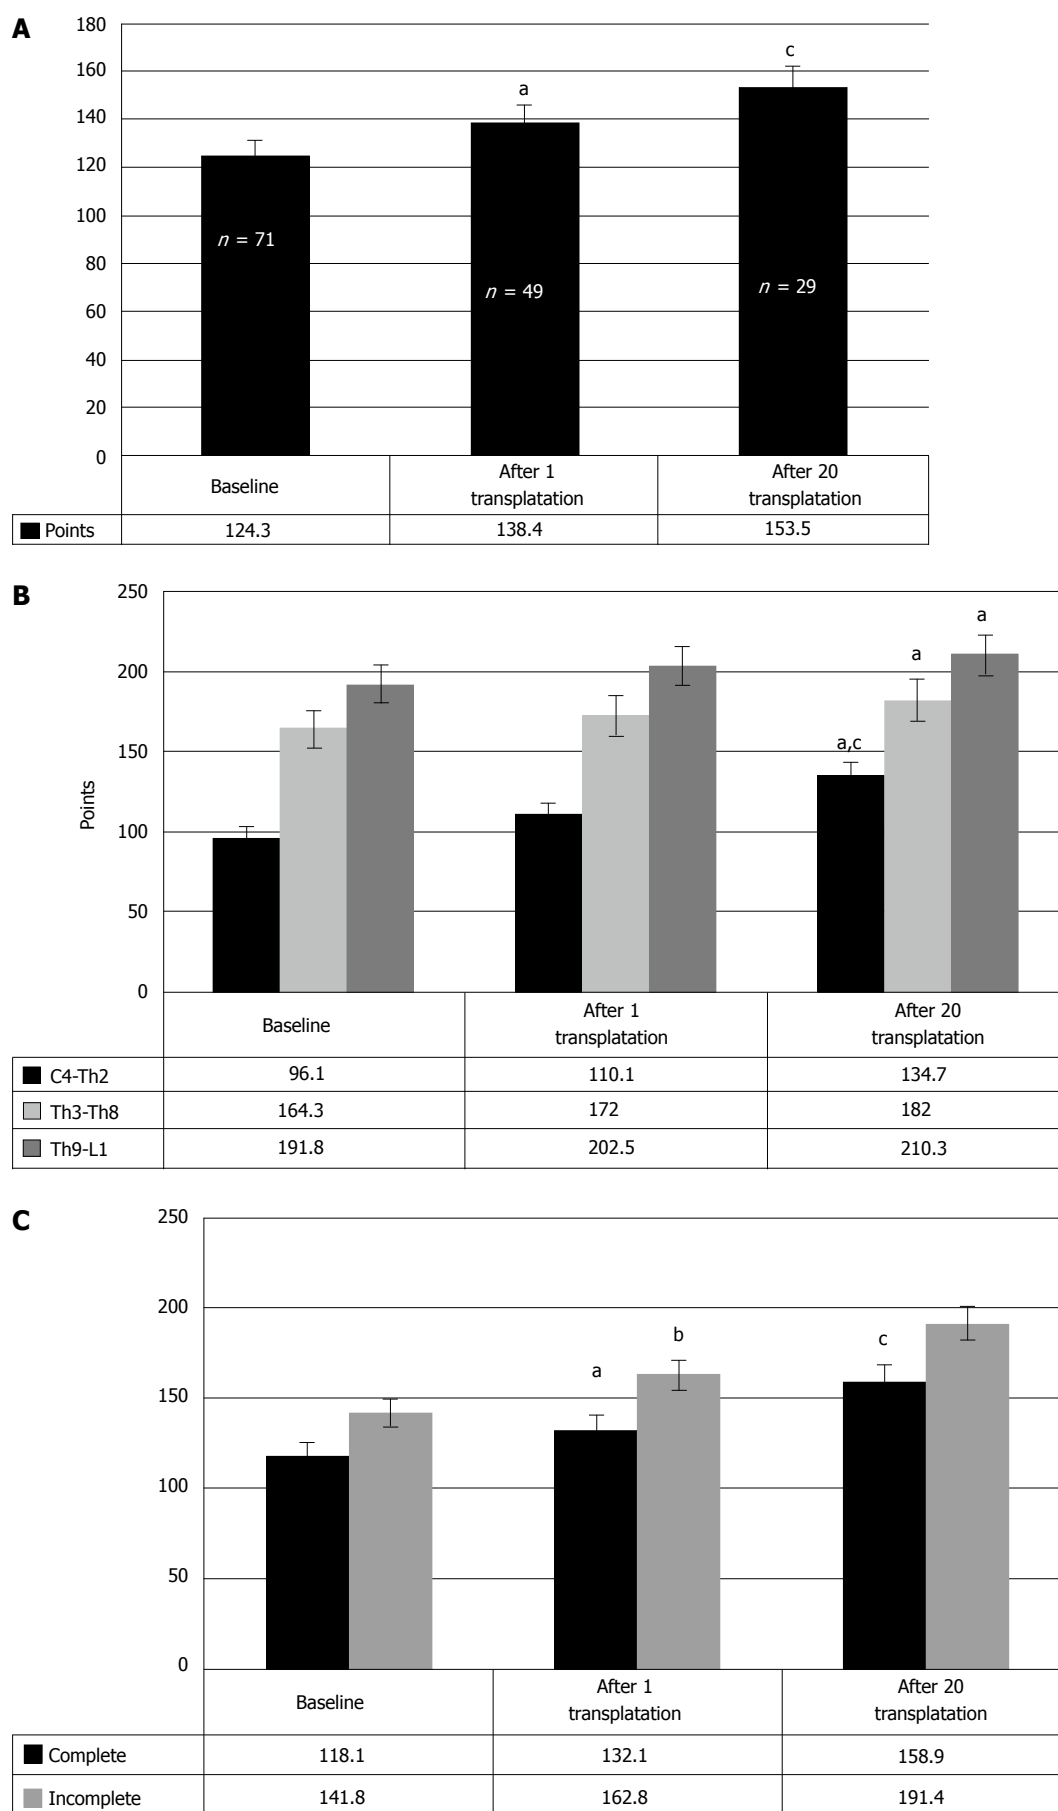 A
180
160
140
120
100
80
60
40
20
0
a
c
n = 71
n = 49
n = 29
Baseline
After 1
transplatation
After 20
transplatation
Points 124.3 138.4 153.5
B
Points
250
200
150
100
50
0
a,c
a
a
Baseline
After 1
transplatation
After 20
transplatation
C4-Th2 96.1 110.1 134.7
Th3-Th8 164.3 172 182
Th9-L1 191.8 202.5 210.3
C
250
200
150
100
50
0
a
b
c
Baseline
After 1
transplatation
After 20
transplatation
Complete 118.1 132.1 158.9
Incomplete 141.8 162.8 191.4